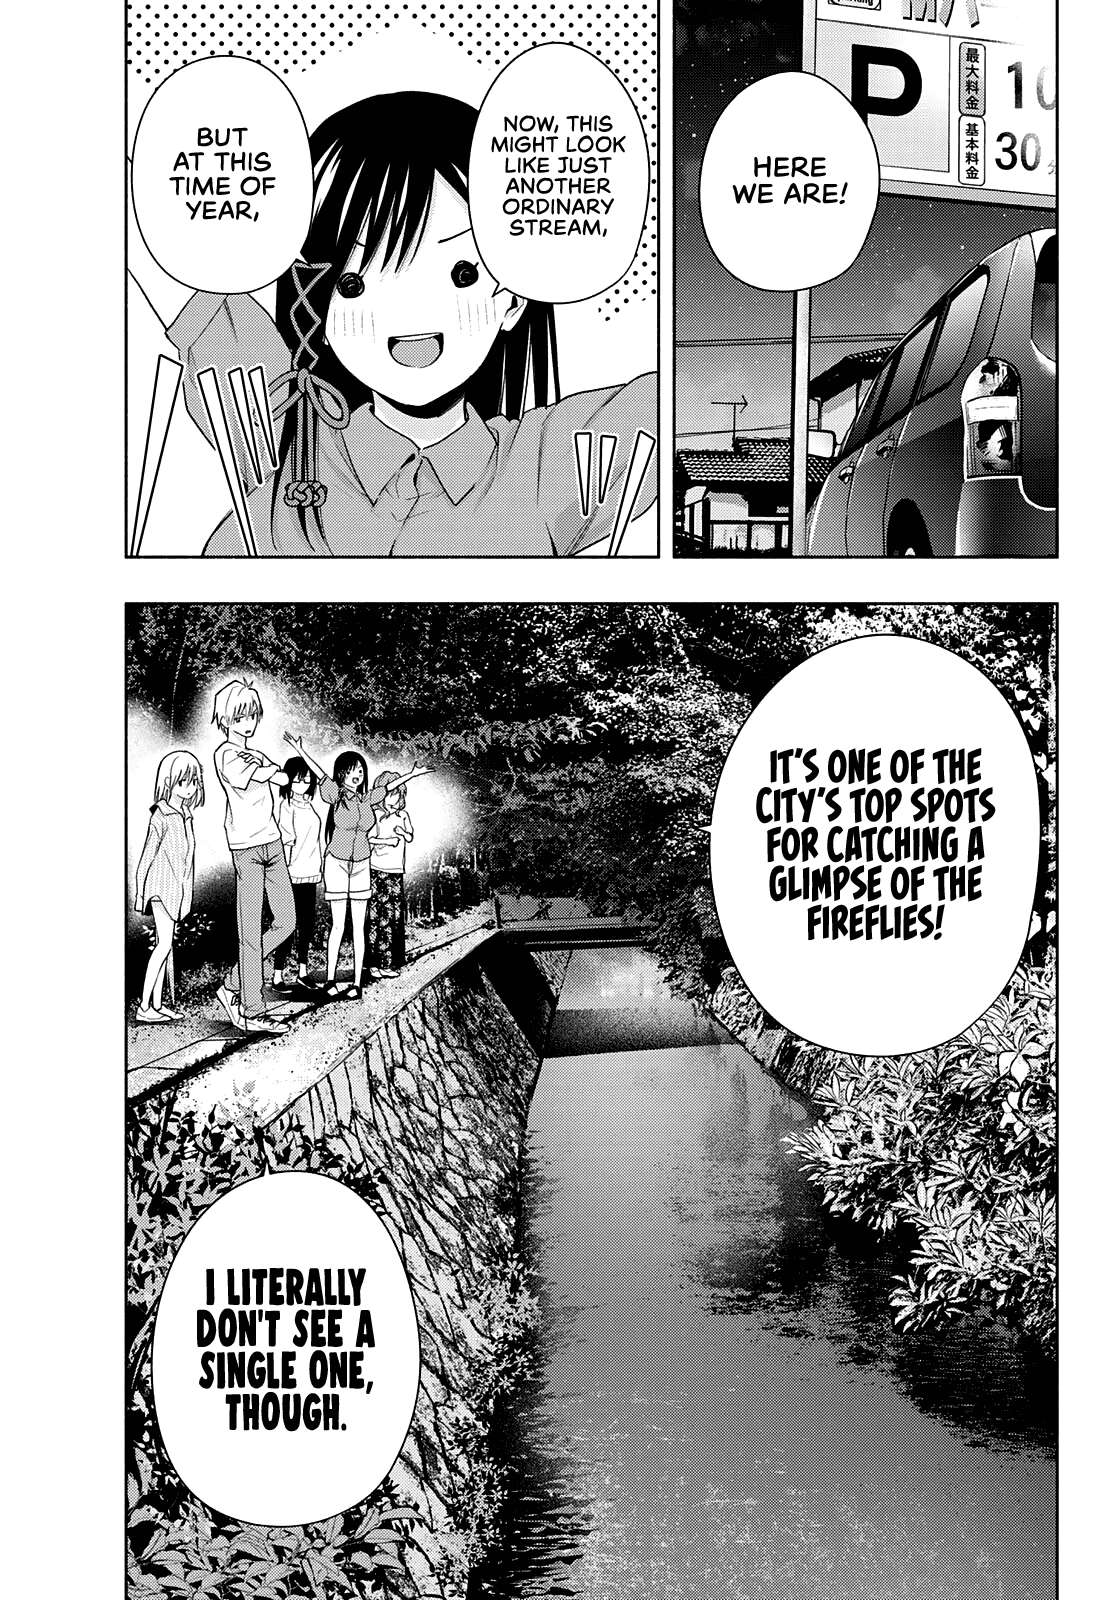 HERE
WE ARE!
P
最大料金
10
基本料金
30
NOW, THIS
MIGHT LOOK
LIKE JUST
ANOTHER
ORDINARY
STREAM,
BUT
AT THIS
TIME OF
YEAR,
IT'S ONE OF THE
CITY'S TOP SPOTS
FOR CATCHING A
GLIMPSE OF THE
FIREFLIES!
I LITERALLY
DON'T SEE A
SINGLE ONE,
THOUGH.